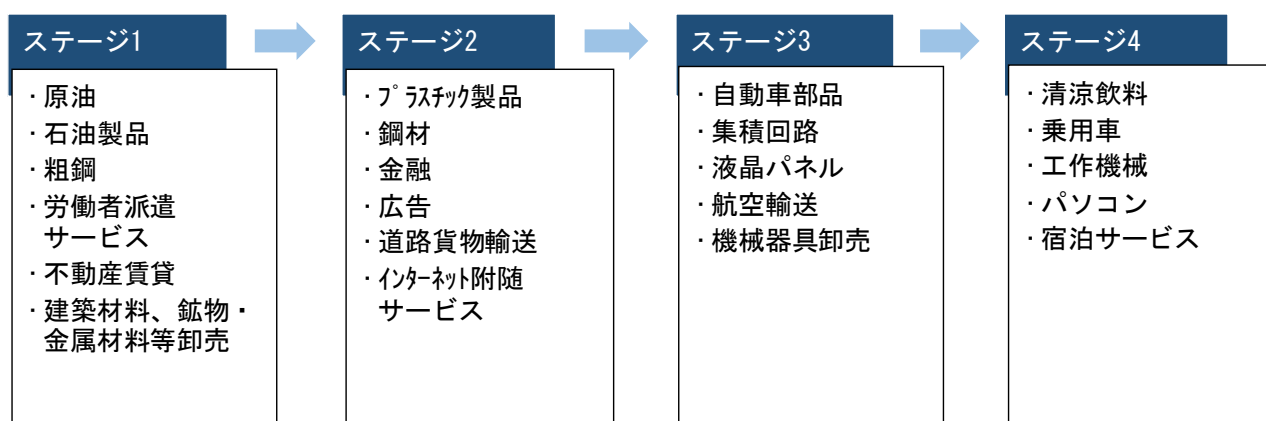 ステージ1
・原油
・石油製品
・粗鋼
・労働者派遣
サービス
・不動産賃貸
・建築材料、鉱物・
金属材料等卸売
ステージ2
・ﾌﾟﾗｽﾁｯｸ製品
・鋼材
・金融
・広告
・道路貨物輸送
・ｲﾝﾀｰﾈｯﾄ附随
サービス
ステージ3
・自動車部品
・集積回路
・液晶パネル
・航空輸送
・機械器具卸売
ステージ4
・清涼飲料
・乗用車
・工作機械
・パソコン
・宿泊サービス